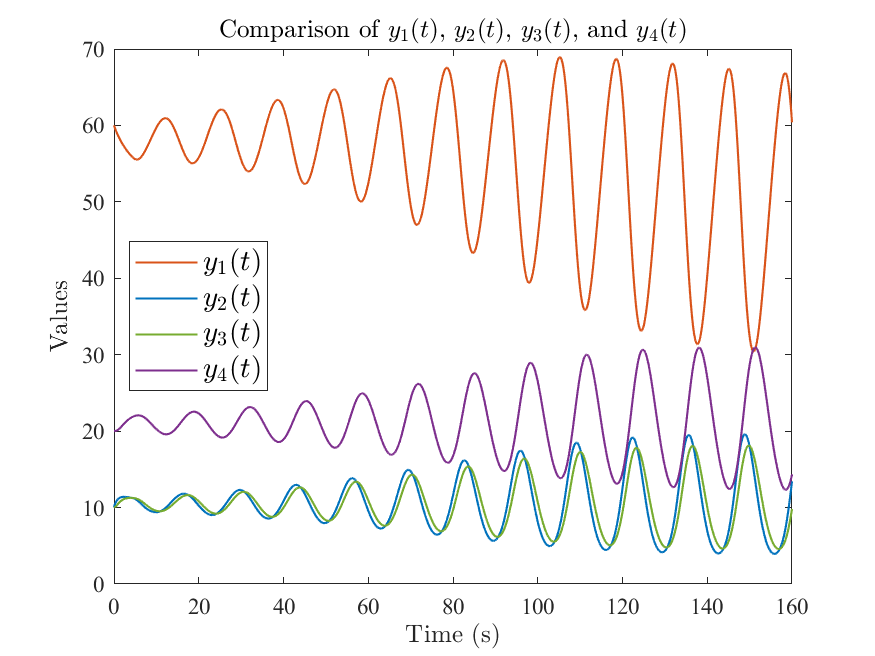 Comparison of y₁(t), y₂(t), y₃(t), and y₄(t)
70
60
50
40
30
20
10
0
Values
y₁(t)
y₂(t)
y₃(t)
y₄(t)
0 20 40 60 80 100 120 140 160
Time (s)